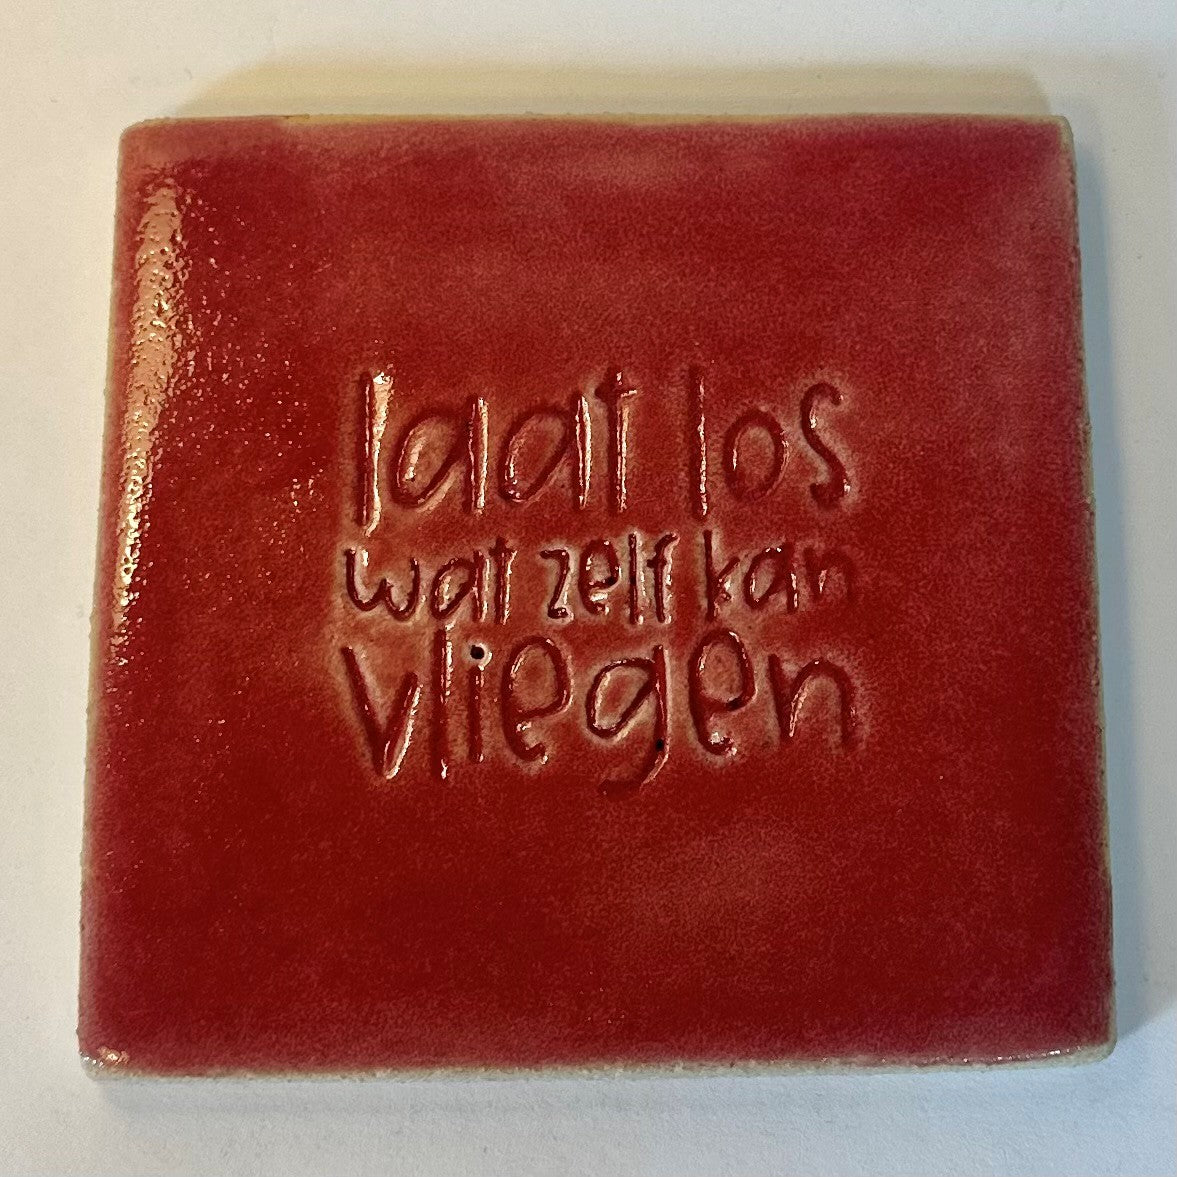 laat los
wat zelf kan
vliegen